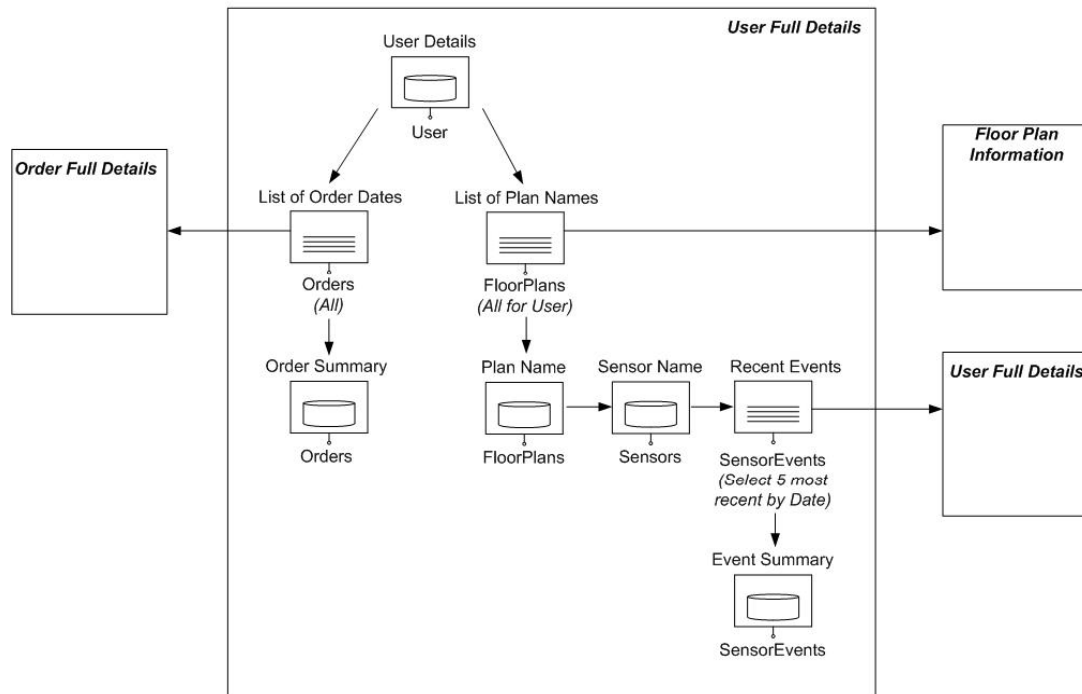 User Full Details
User Details
User
Order Full Details
Floor Plan
Information
List of Order Dates
List of Plan Names
Orders
(All)
FloorPlans
(All for User)
Order Summary
Plan Name
Sensor Name
Recent Events
User Full Details
Orders
FloorPlans
Sensors
SensorEvents
(Select 5 most
recent by Date)
Event Summary
SensorEvents